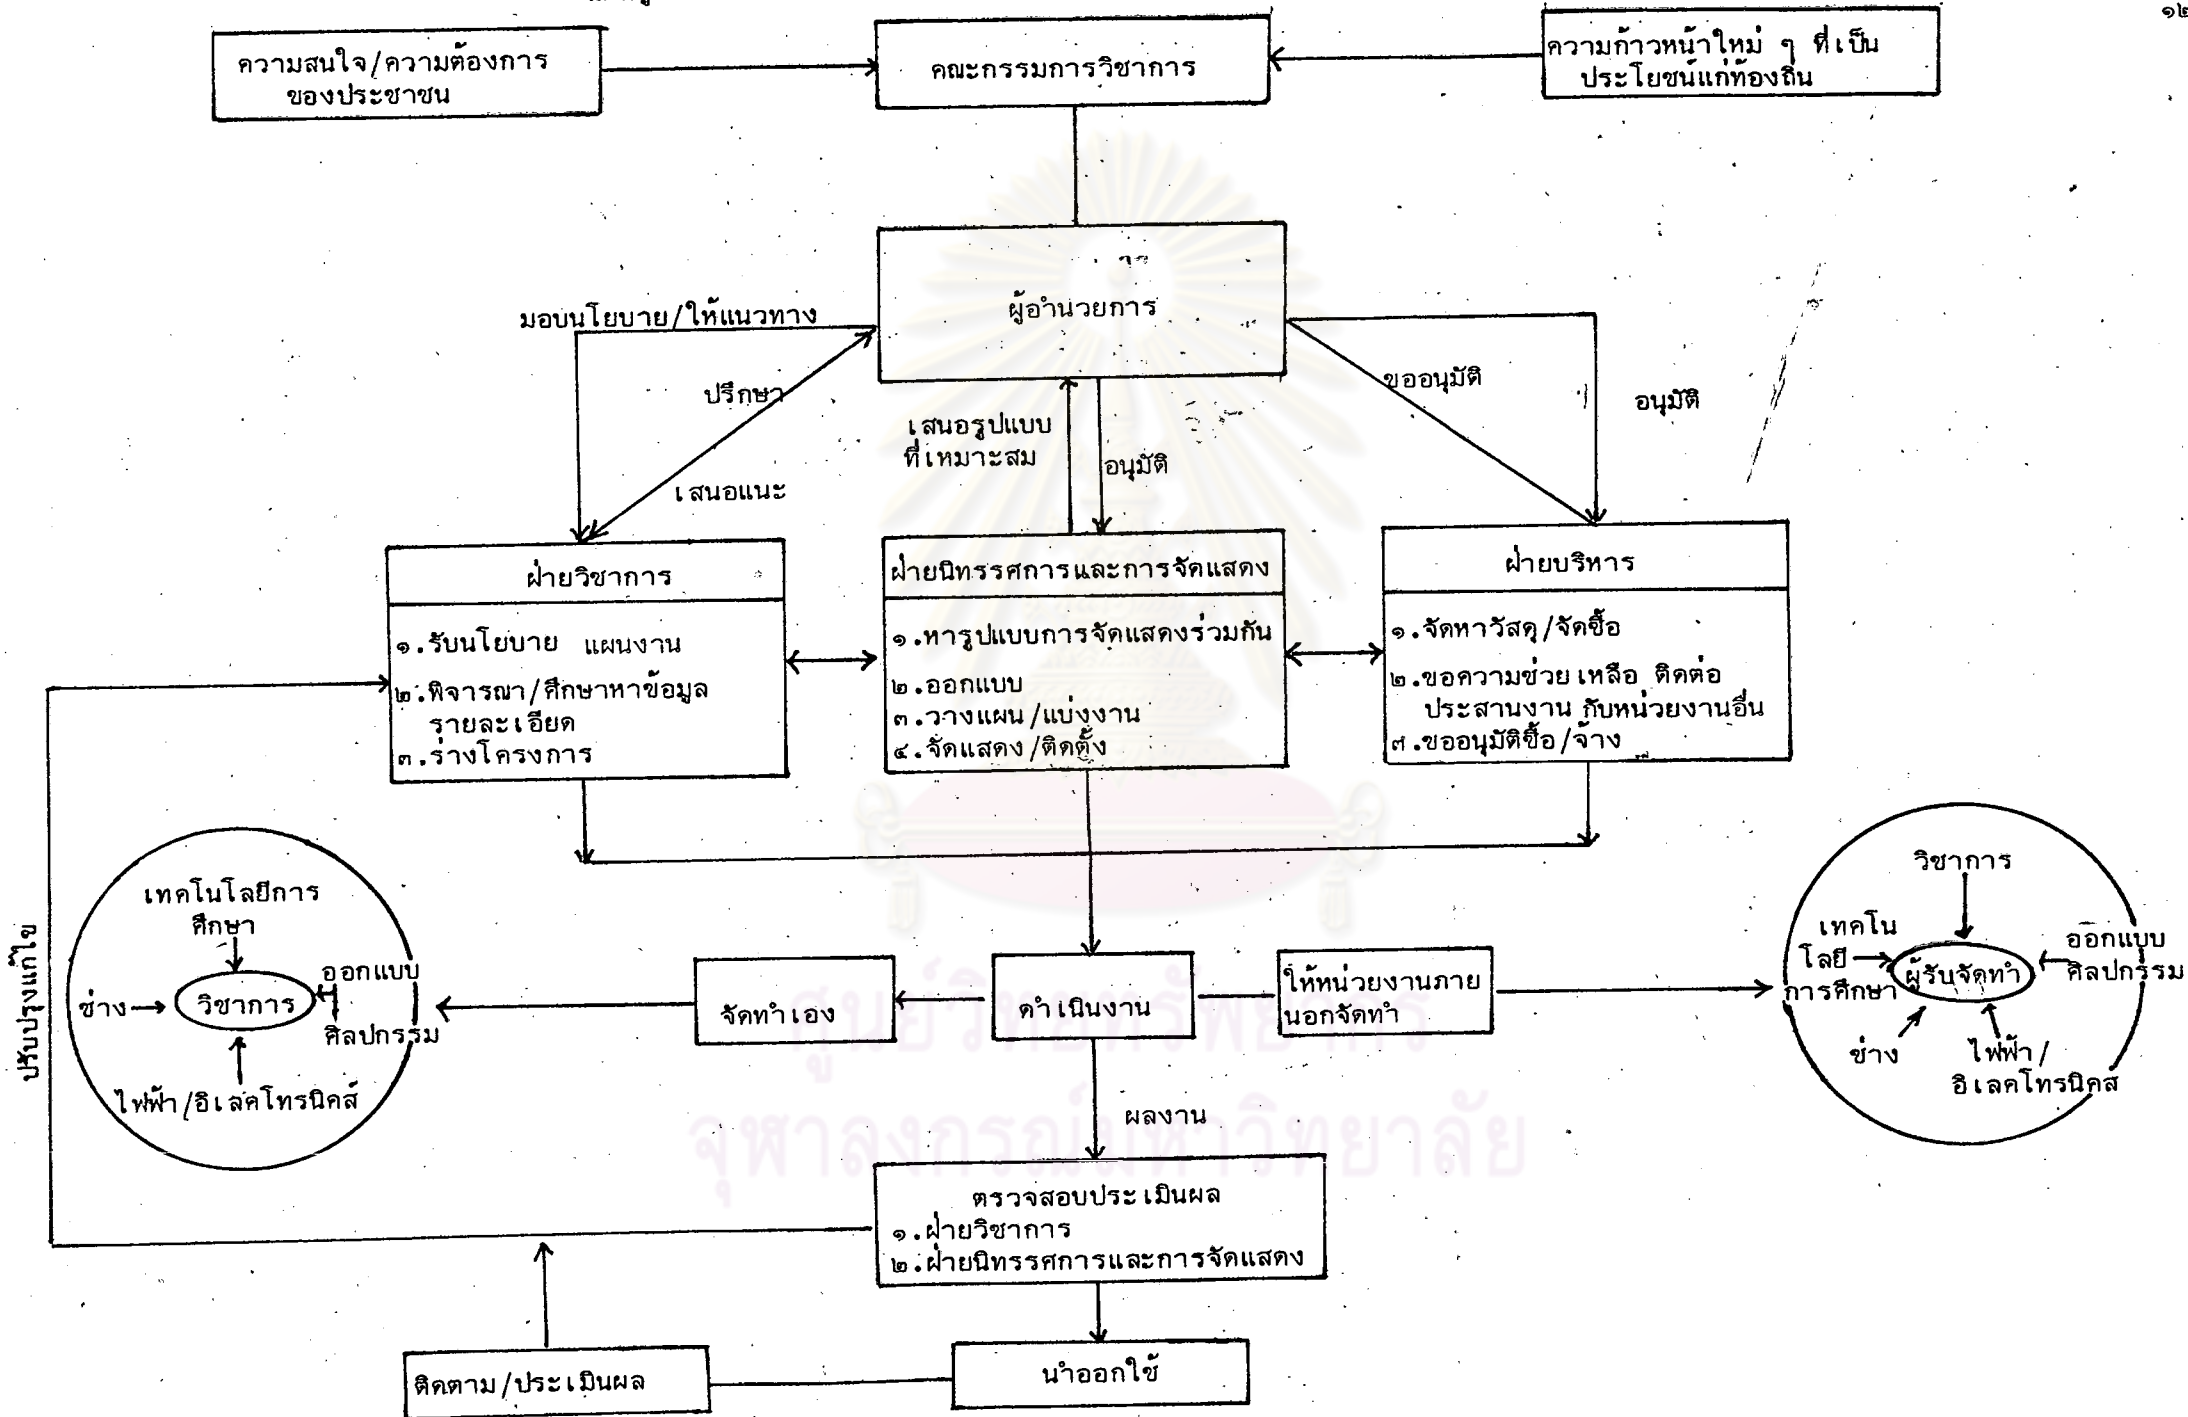 ความสนใจ/ความต้องการ
ของประชาชน
คณะกรรมการวิชาการ
ความก้าวหน้าใหม่ ๆ ที่เป็น
ประโยชน์แก่ท้องถิ่น
ผู้อำนวยการ
มอบนโยบาย/ให้แนวทาง
ปรึกษา
เสนอแนะ
เสนอรูปแบบ
ที่เหมาะสม
อนุมัติ
ขออนุมัติ
อนุมัติ
ฝ่ายวิชาการ
๑.รับนโยบาย แผนงาน
๒.พิจารณา/ศึกษาหาข้อมูล
รายละเอียด
๓.ร่างโครงการ
ฝ่ายนิทรรศการและการจัดแสดง
๑.หารูปแบบการจัดแสดงร่วมกัน
๒.ออกแบบ
๓.วางแผน/แบ่งงาน
๔.จัดแสดง/ติดตั้ง
ฝ่ายบริหาร
๑.จัดหาวัสดุ/จัดซื้อ
๒.ขอความช่วยเหลือ ติดต่อ
ประสานงาน กับหน่วยงานอื่น
๓.ขออนุมัติซื้อ/จ้าง
ปรับปรุงแก้ไข
เทคโนโลยีการ
ศึกษา
ช่าง
วิชาการ
ออกแบบ
ศิลปกรรม
ไฟฟ้า/อิเลคโทรนิคส์
จัดทำเอง
ดำเนินงาน
ให้หน่วยงานภาย
นอกจัดทำ
วิชาการ
เทคโน
โลยี
การศึกษา
ผู้รับจัดทำ
ออกแบบ
ศิลปกรรม
ช่าง
ไฟฟ้า/
อิเลคโทรนิคส
ศูนย์วิทยทรัพยากร
จุฬาลงกรณ์มหาวิทยาลัย
ผลงาน
ตรวจสอบประเมินผล
๑.ฝ่ายวิชาการ
๒.ฝ่ายนิทรรศการและการจัดแสดง
ติดตาม/ประเมินผล
นำออกใช้